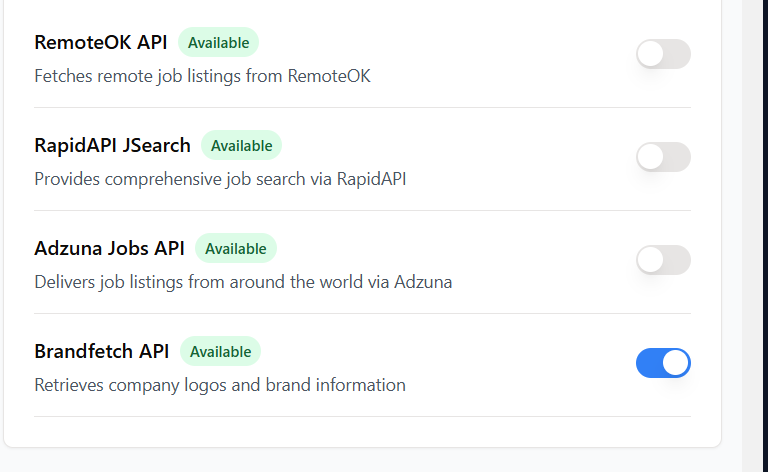 RemoteOK API Available
Fetches remote job listings from RemoteOK
RapidAPI JSearch Available
Provides comprehensive job search via RapidAPI
Adzuna Jobs API Available
Delivers job listings from around the world via Adzuna
Brandfetch API Available
Retrieves company logos and brand information